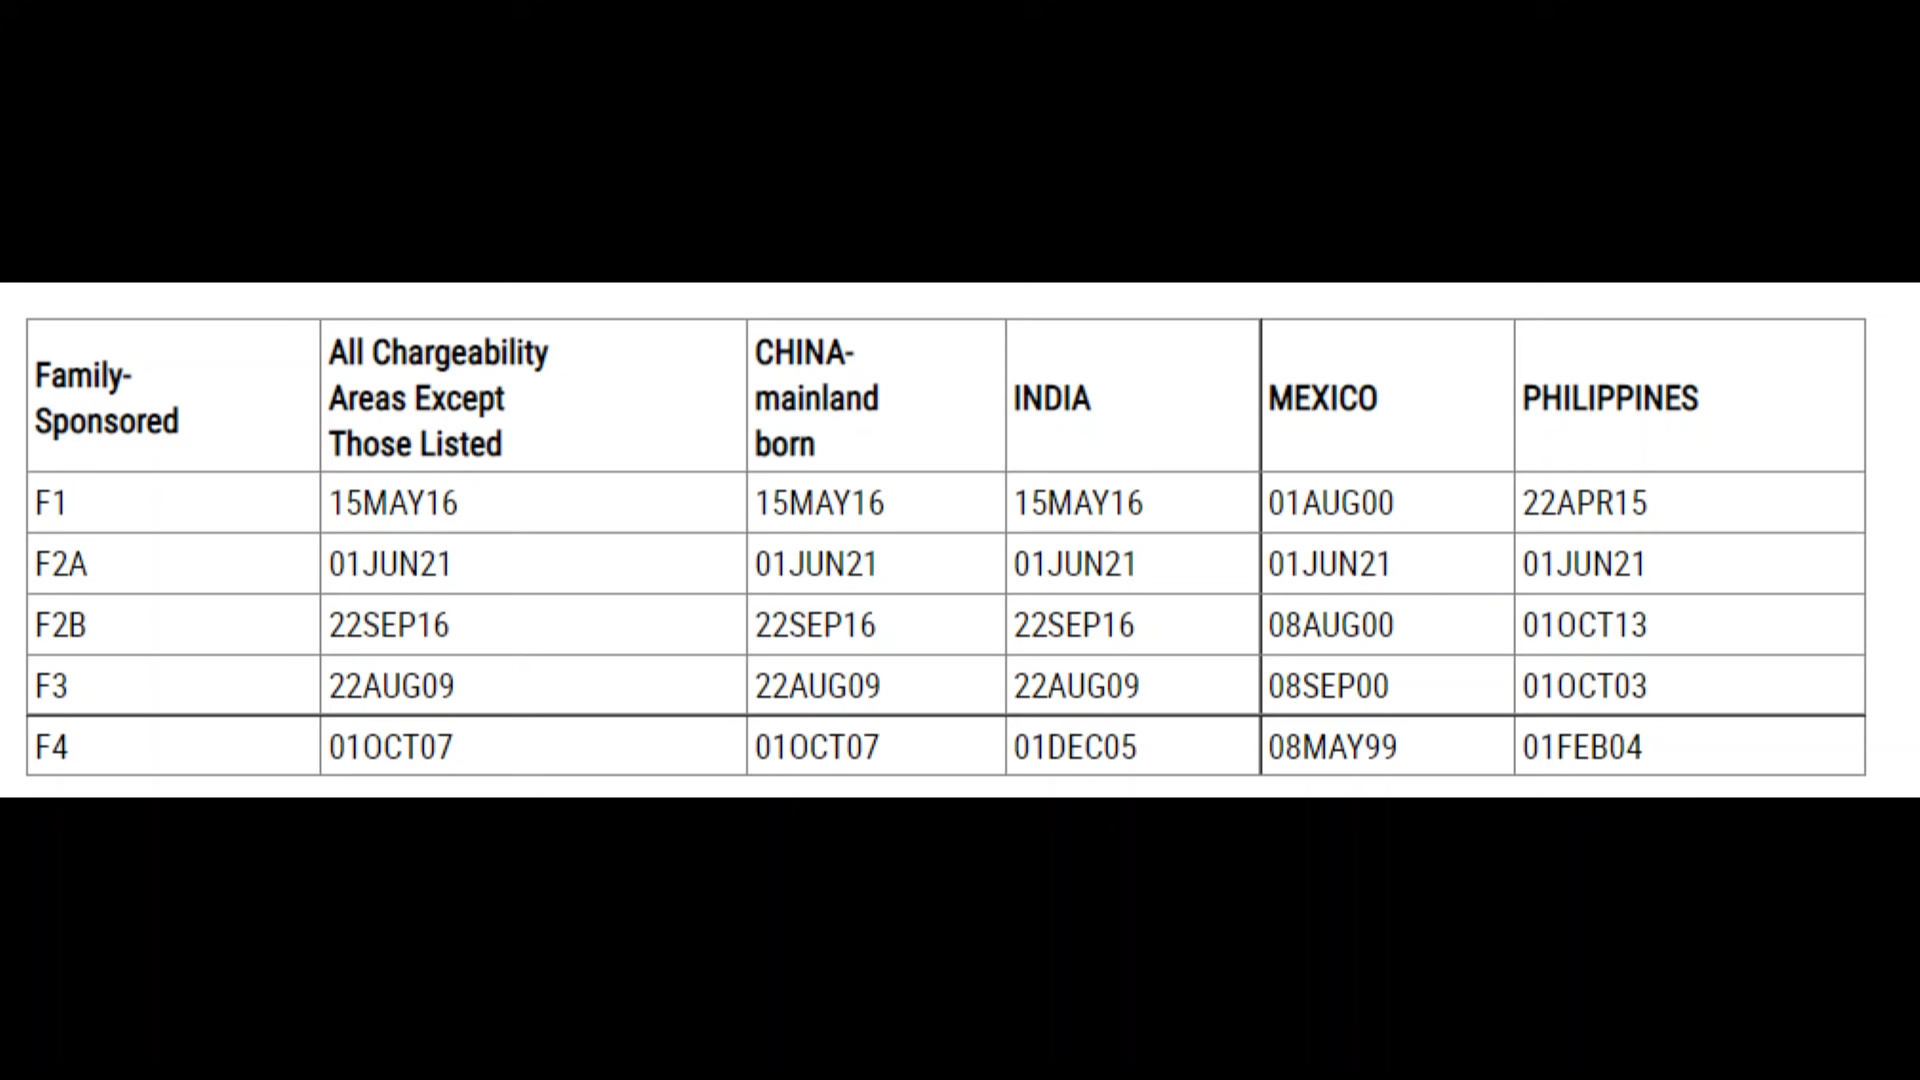 Family-
Sponsored
All Chargeability
Areas Except
Those Listed
CHINA-
mainland
born
INDIA
MEXICO
PHILIPPINES
F1 15MAY16 15MAY16 15MAY16 01AUG00 22APR15
F2A 01JUN21 01JUN21 01JUN21 01JUN21 01JUN21
F2B 22SEP16 22SEP16 22SEP16 08AUG00 01OCT13
F3 22AUG09 22AUG09 22AUG09 08SEP00 01OCT03
F4 01OCT07 01OCT07 01DEC05 08MAY99 01FEB04